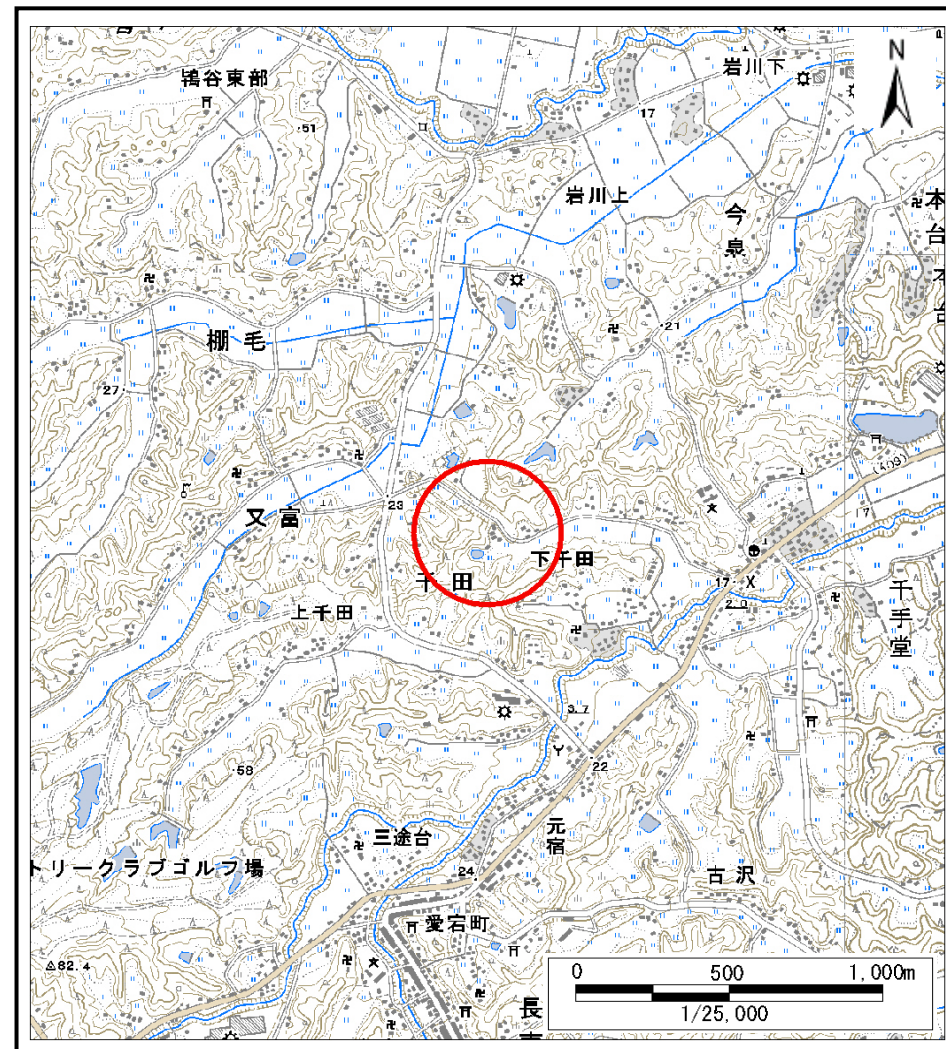 N
岩川下
鴇谷東部
17
・51
岩川上
今泉
本台
21
棚毛
27
(409)
23
又富
下千田
千田
17
2.0
千手堂
上千田
3.7
22
・58
三途台
元宿
トリークラブゴルフ場
24
古沢
愛宕町
△82.4
0 500 1,000m
1/25,000
長